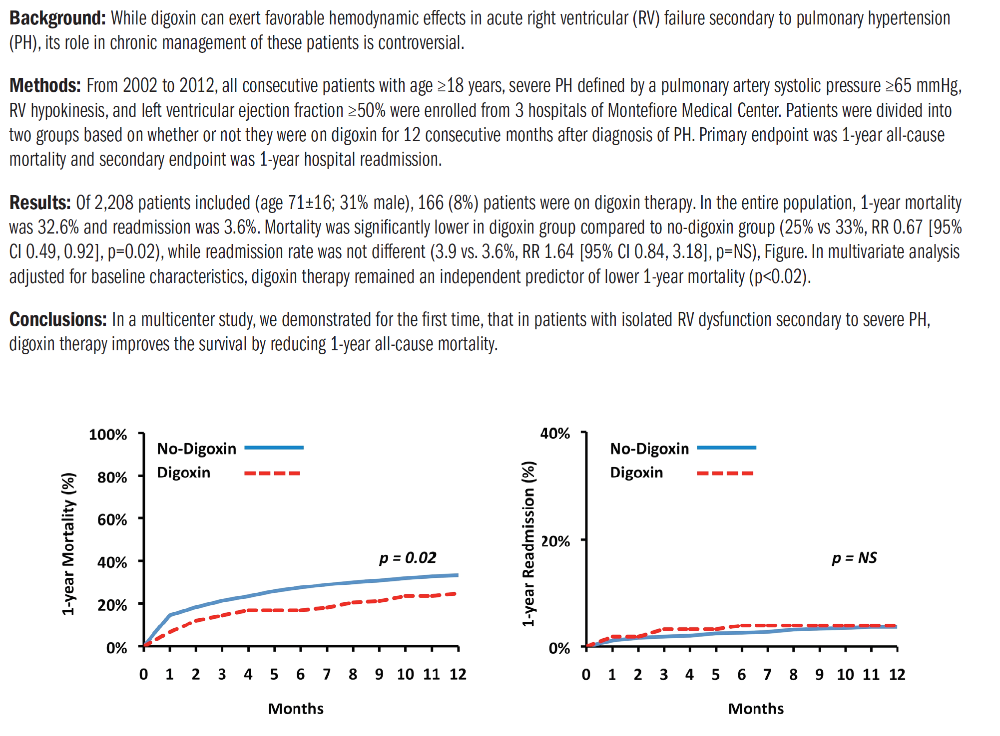 Background: While digoxin can exert favorable hemodynamic effects in acute right ventricular (RV) failure secondary to pulmonary hypertension
(PH), its role in chronic management of these patients is controversial.
Methods: From 2002 to 2012, all consecutive patients with age ≥18 years, severe PH defined by a pulmonary artery systolic pressure ≥65 mmHg,
RV hypokinesis, and left ventricular ejection fraction ≥50% were enrolled from 3 hospitals of Montefiore Medical Center. Patients were divided into
two groups based on whether or not they were on digoxin for 12 consecutive months after diagnosis of PH. Primary endpoint was 1-year all-cause
mortality and secondary endpoint was 1-year hospital readmission.
Results: Of 2,208 patients included (age 71±16; 31% male), 166 (8%) patients were on digoxin therapy. In the entire population, 1-year mortality
was 32.6% and readmission was 3.6%. Mortality was significantly lower in digoxin group compared to no-digoxin group (25% vs 33%, RR 0.67 [95%
CI 0.49, 0.92], p=0.02), while readmission rate was not different (3.9 vs. 3.6%, RR 1.64 [95% CI 0.84, 3.18], p=NS), Figure. In multivariate analysis
adjusted for baseline characteristics, digoxin therapy remained an independent predictor of lower 1-year mortality (p<0.02).
Conclusions: In a multicenter study, we demonstrated for the first time, that in patients with isolated RV dysfunction secondary to severe PH,
digoxin therapy improves the survival by reducing 1-year all-cause mortality.
1-year Mortality (%)
100%
80%
60%
40%
20%
0%
No-Digoxin
Digoxin
p = 0.02
0 1 2 3 4 5 6 7 8 9 10 11 12
Months
1-year Readmission (%)
40%
20%
0%
No-Digoxin
Digoxin
p = NS
0 1 2 3 4 5 6 7 8 9 10 11 12
Months